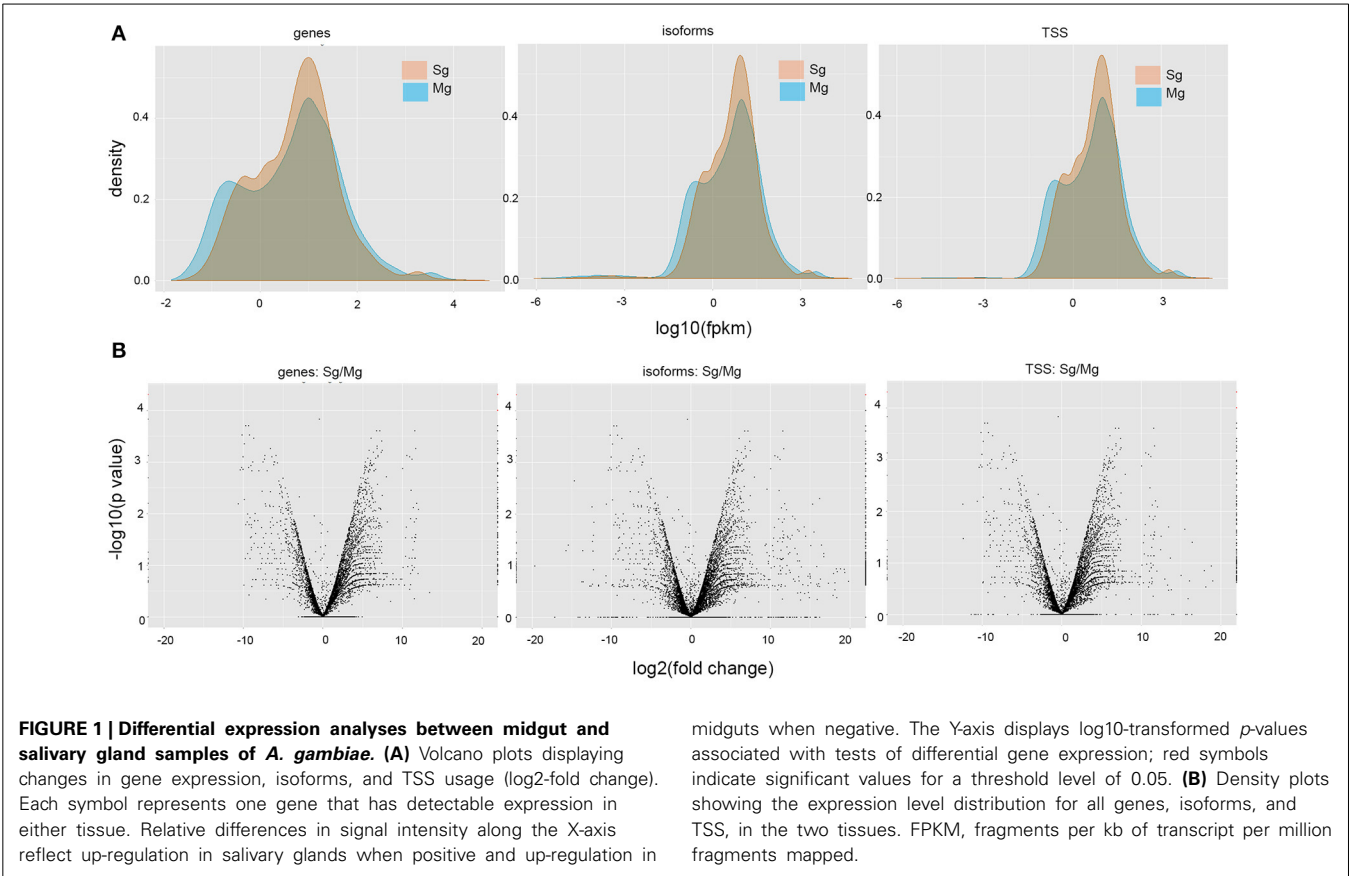 A
genes
isoforms
TSS
Sg
Mg
Sg
Mg
Sg
Mg
density
0.4
0.2
0.0
0.4
0.2
0.0
0.4
0.2
0.0
-2 0 2 4
-6 -3 0 3
-6 -3 0 3
log10(fpkm)
B
genes: Sg/Mg
isoforms: Sg/Mg
TSS: Sg/Mg
-log10(p value)
4
3
2
1
0
4
3
2
1
0
4
3
2
1
0
-20 -10 0 10 20
-20 -10 0 10 20
-20 -10 0 10 20
log2(fold change)
FIGURE 1 | Differential expression analyses between midgut and
salivary gland samples of A. gambiae. (A) Volcano plots displaying
changes in gene expression, isoforms, and TSS usage (log2-fold change).
Each symbol represents one gene that has detectable expression in
either tissue. Relative differences in signal intensity along the X-axis
reflect up-regulation in salivary glands when positive and up-regulation in
midguts when negative. The Y-axis displays log10-transformed p-values
associated with tests of differential gene expression; red symbols
indicate significant values for a threshold level of 0.05. (B) Density plots
showing the expression level distribution for all genes, isoforms, and
TSS, in the two tissues. FPKM, fragments per kb of transcript per million
fragments mapped.